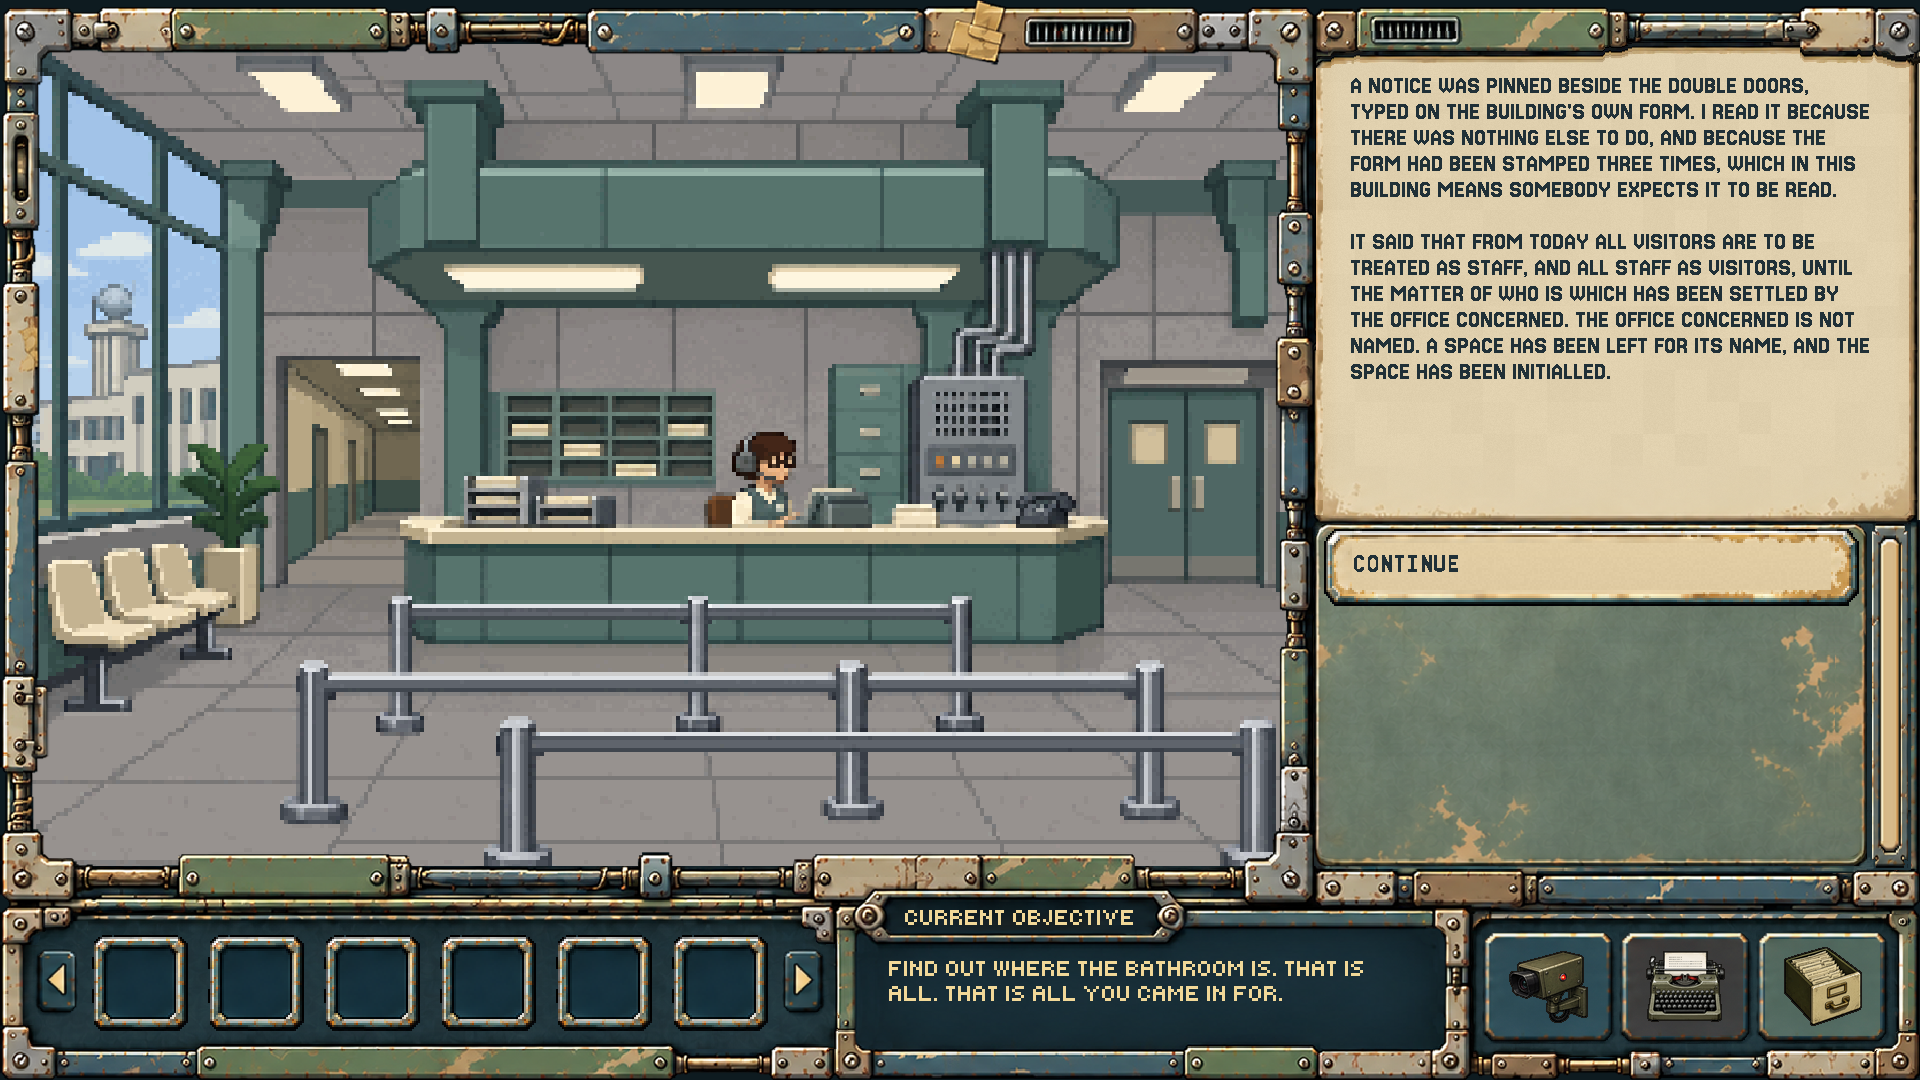 A NOTICE WAS PINNED BESIDE THE DOUBLE DOORS,
TYPED ON THE BUILDING'S OWN FORM. I READ IT BECAUSE
THERE WAS NOTHING ELSE TO DO, AND BECAUSE THE
FORM HAD BEEN STAMPED THREE TIMES, WHICH IN THIS
BUILDING MEANS SOMEBODY EXPECTS IT TO BE READ.
IT SAID THAT FROM TODAY ALL VISITORS ARE TO BE
TREATED AS STAFF, AND ALL STAFF AS VISITORS, UNTIL
THE MATTER OF WHO IS WHICH HAS BEEN SETTLED BY
THE OFFICE CONCERNED. THE OFFICE CONCERNED IS NOT
NAMED. A SPACE HAS BEEN LEFT FOR ITS NAME, AND THE
SPACE HAS BEEN INITIALLED.
CONTINUE
CURRENT OBJECTIVE
FIND OUT WHERE THE BATHROOM IS. THAT IS
ALL. THAT IS ALL YOU CAME IN FOR.